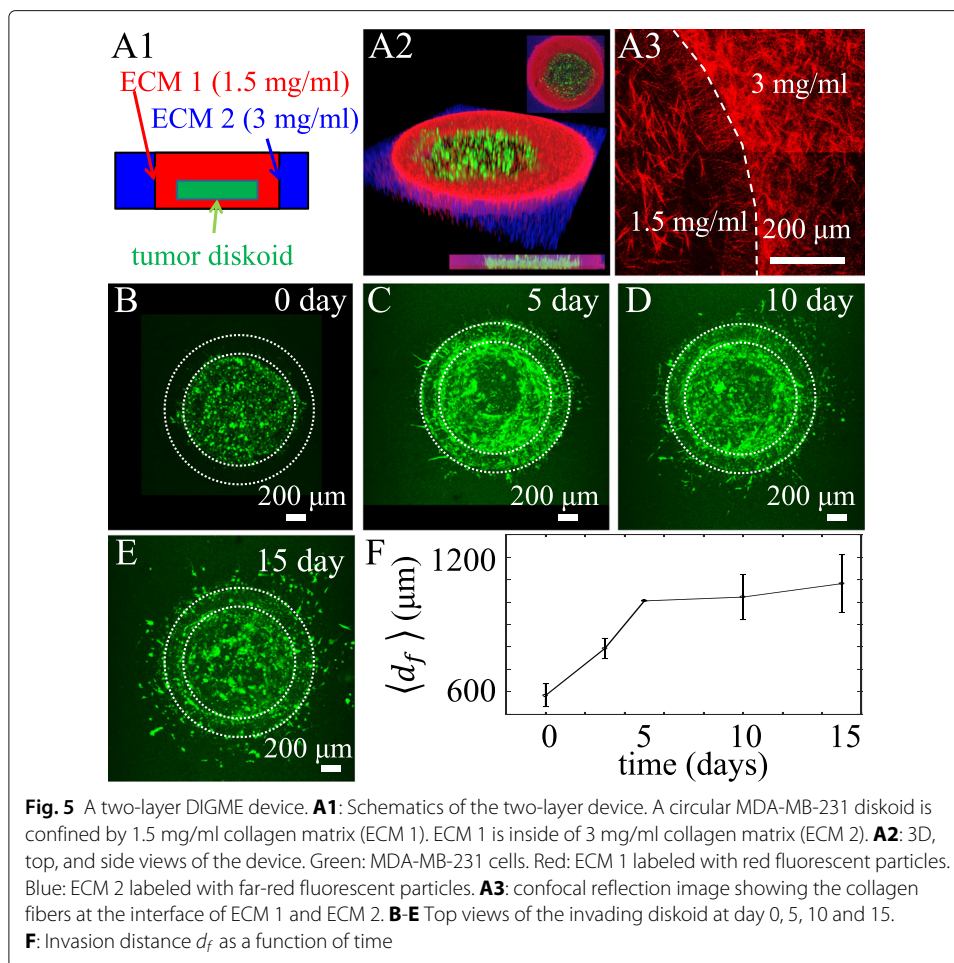 A1
ECM 1 (1.5 mg/ml)
ECM 2 (3 mg/ml)
tumor diskoid
A2
A3
3 mg/ml
1.5 mg/ml
200 μm
B
0 day
200 μm
C
5 day
200 μm
D
10 day
200 μm
E
15 day
200 μm
F
1200
600
⟨d_f⟩ (μm)
0
5
10
15
time (days)
Fig. 5 A two-layer DIGME device. A1: Schematics of the two-layer device. A circular MDA-MB-231 diskoid is
confined by 1.5 mg/ml collagen matrix (ECM 1). ECM 1 is inside of 3 mg/ml collagen matrix (ECM 2). A2: 3D,
top, and side views of the device. Green: MDA-MB-231 cells. Red: ECM 1 labeled with red fluorescent particles.
Blue: ECM 2 labeled with far-red fluorescent particles. A3: confocal reflection image showing the collagen
fibers at the interface of ECM 1 and ECM 2. B-E Top views of the invading diskoid at day 0, 5, 10 and 15.
F: Invasion distance d_f as a function of time